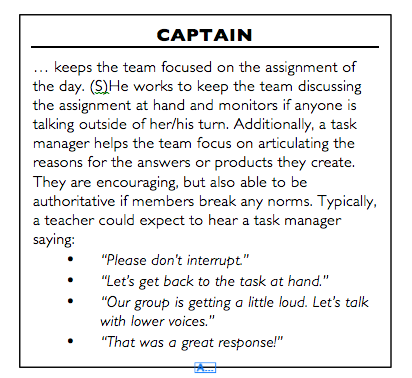 CAPTAIN
... keeps the team focused on the assignment of
the day. (S)He works to keep the team discussing
the assignment at hand and monitors if anyone is
talking outside of her/his turn. Additionally, a task
manager helps the team focus on articulating the
reasons for the answers or products they create.
They are encouraging, but also able to be
authoritative if members break any norms. Typically,
a teacher could expect to hear a task manager
saying:
• "Please don't interrupt."
• "Let's get back to the task at hand."
• "Our group is getting a little loud. Let's talk
with lower voices."
• "That was a great response!"
A...